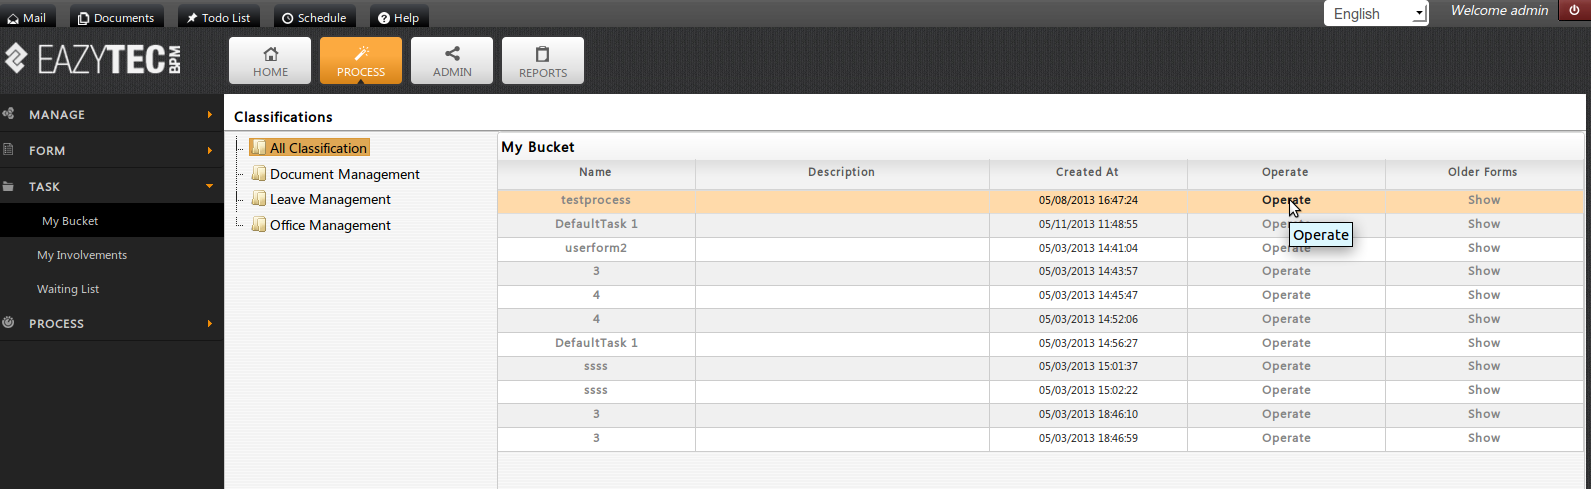 Mail Documents Todo List Schedule Help English Welcome admin
EAZYTEC BPM
HOME PROCESS ADMIN REPORTS
MANAGE
FORM
TASK
My Bucket
My Involvements
Waiting List
PROCESS
Classifications
All Classification
Document Management
Leave Management
Office Management
My Bucket
Name Description Created At Operate Older Forms
testprocess 05/08/2013 16:47:24 Operate Show
DefaultTask 1 05/11/2013 11:48:55 Operate Show
Operate
userform2 05/03/2013 14:41:04 Operate Show
3 05/03/2013 14:43:57 Operate Show
4 05/03/2013 14:45:47 Operate Show
4 05/03/2013 14:52:06 Operate Show
DefaultTask 1 05/03/2013 14:56:27 Operate Show
ssss 05/03/2013 15:01:37 Operate Show
ssss 05/03/2013 15:02:22 Operate Show
3 05/03/2013 18:46:10 Operate Show
3 05/03/2013 18:46:59 Operate Show